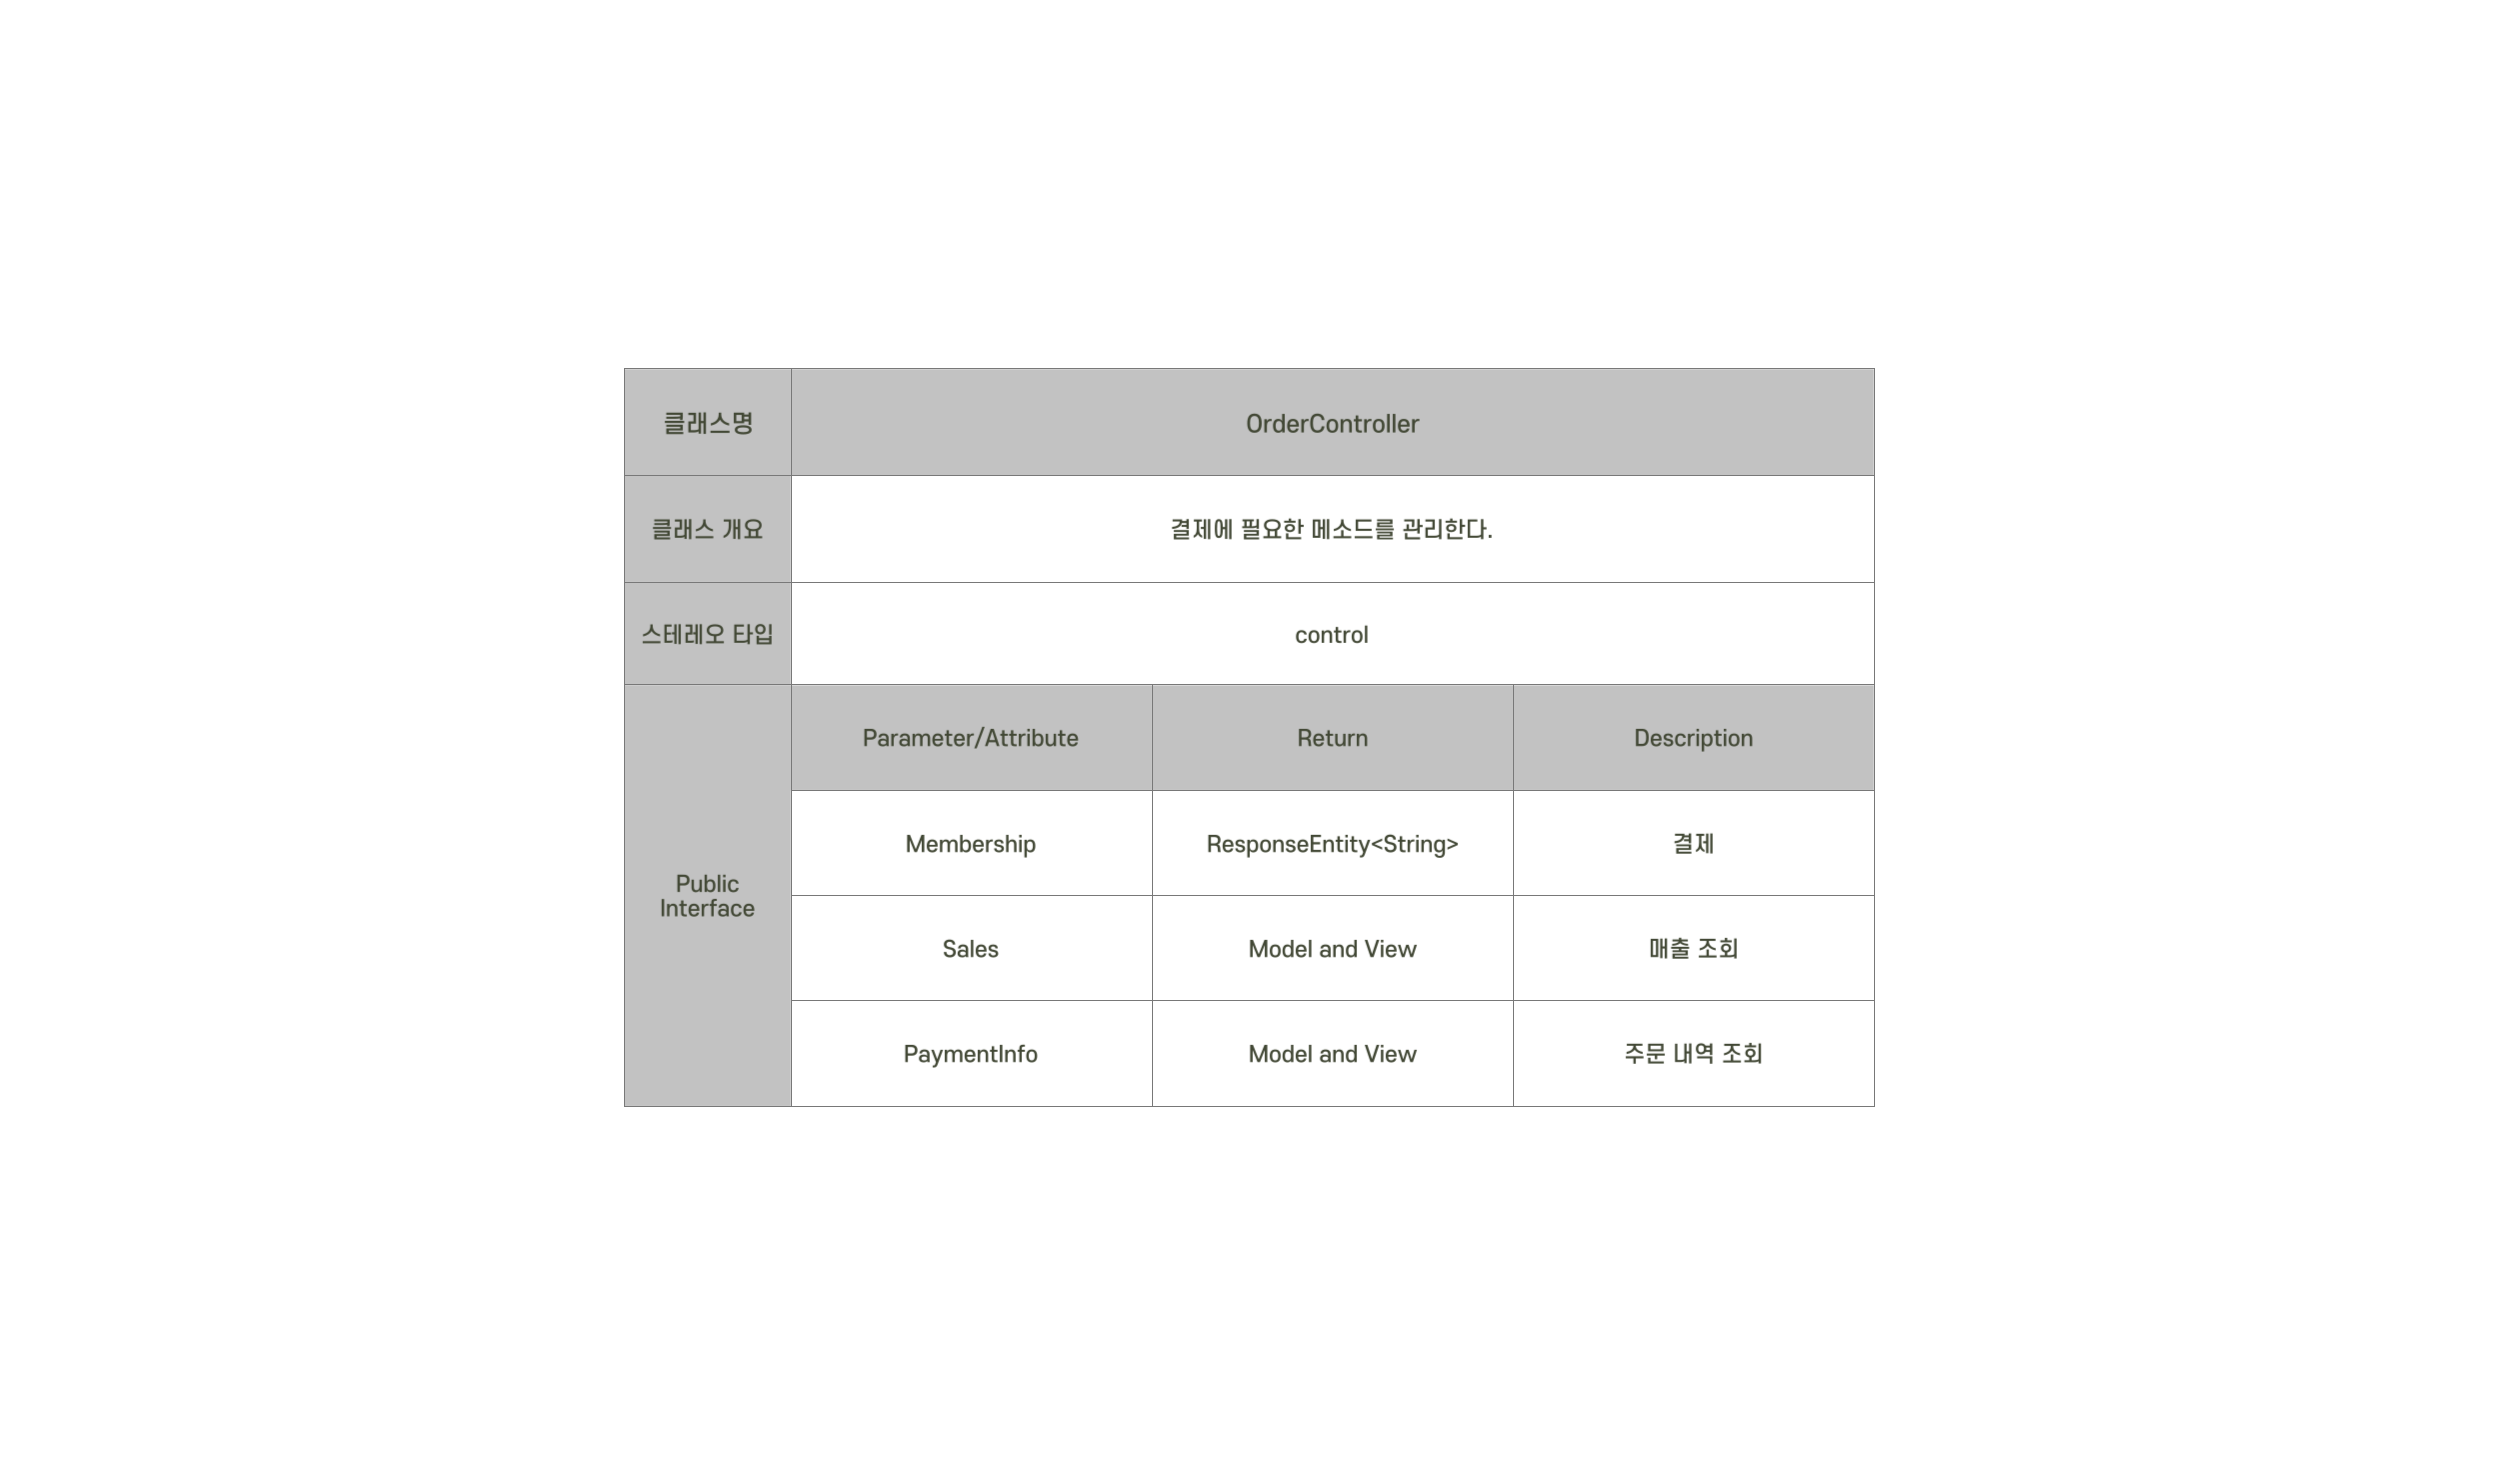 클래스명
OrderController
클래스 개요
결제에 필요한 메소드를 관리한다.
스테레오 타입
control
Public
Interface
Parameter/Attribute
Return
Description
Membership
ResponseEntity<String>
결제
Sales
Model and View
매출 조회
PaymentInfo
Model and View
주문 내역 조회